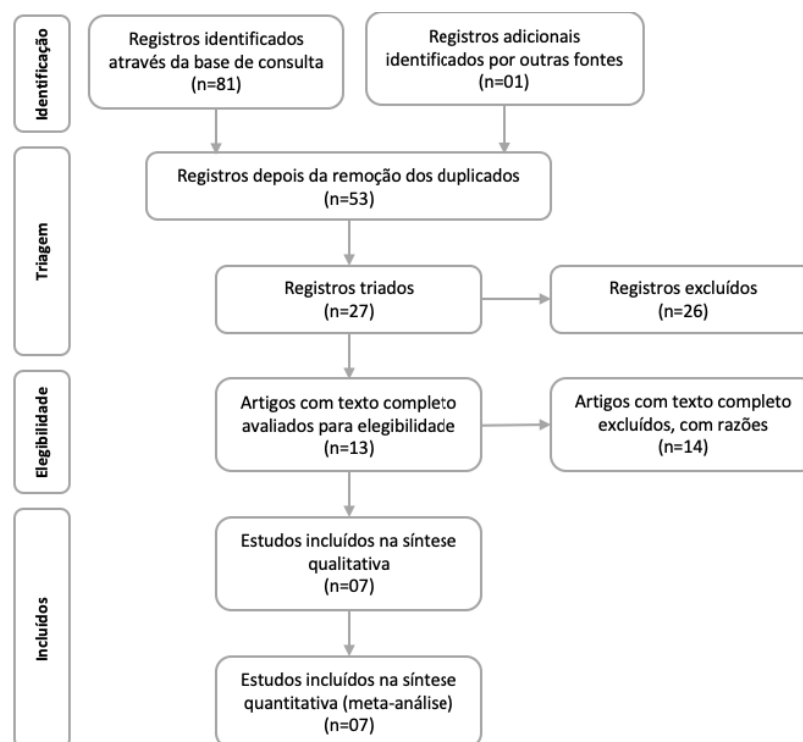 Identificação
Registros identificados
através da base de consulta
(n=81)
Registros adicionais
identificados por outras fontes
(n=01)
Triagem
Registros depois da remoção dos duplicados
(n=53)
Registros triados
(n=27)
Registros excluídos
(n=26)
Elegibilidade
Artigos com texto completo
avaliados para elegibilidade
(n=13)
Artigos com texto completo
excluídos, com razões
(n=14)
Incluídos
Estudos incluídos na síntese
qualitativa
(n=07)
Estudos incluídos na síntese
quantitativa (meta-análise)
(n=07)